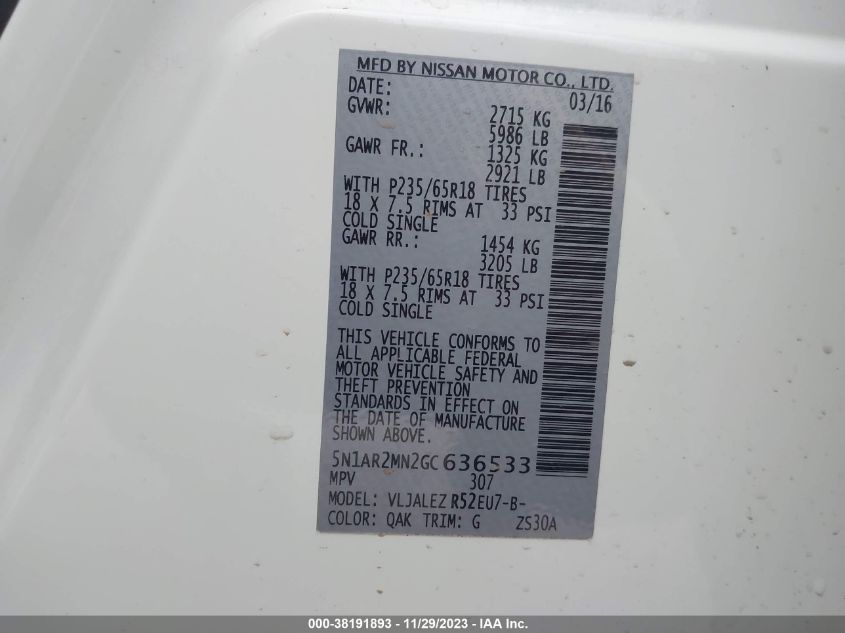 MFD BY NISSAN MOTOR CO., LTD.
DATE: 03/16
GVWR: 2715 KG
5986 LB
GAWR FR.: 1325 KG
2921 LB
WITH P235/65R18 TIRES
18 X 7.5 RIMS AT 33 PSI
COLD SINGLE
GAWR RR.: 1454 KG
3205 LB
WITH P235/65R18 TIRES
18 X 7.5 RIMS AT 33 PSI
COLD SINGLE
THIS VEHICLE CONFORMS TO
ALL APPLICABLE FEDERAL
MOTOR VEHICLE SAFETY AND
THEFT PREVENTION
STANDARDS IN EFFECT ON
THE DATE OF MANUFACTURE
SHOWN ABOVE.
5N1AR2MN2GC636533
MPV 307
MODEL: VLJALEZ R52EU7-B-
COLOR: QAK TRIM: G ZS30A
000-38191893 - 11/29/2023 - IAA Inc.